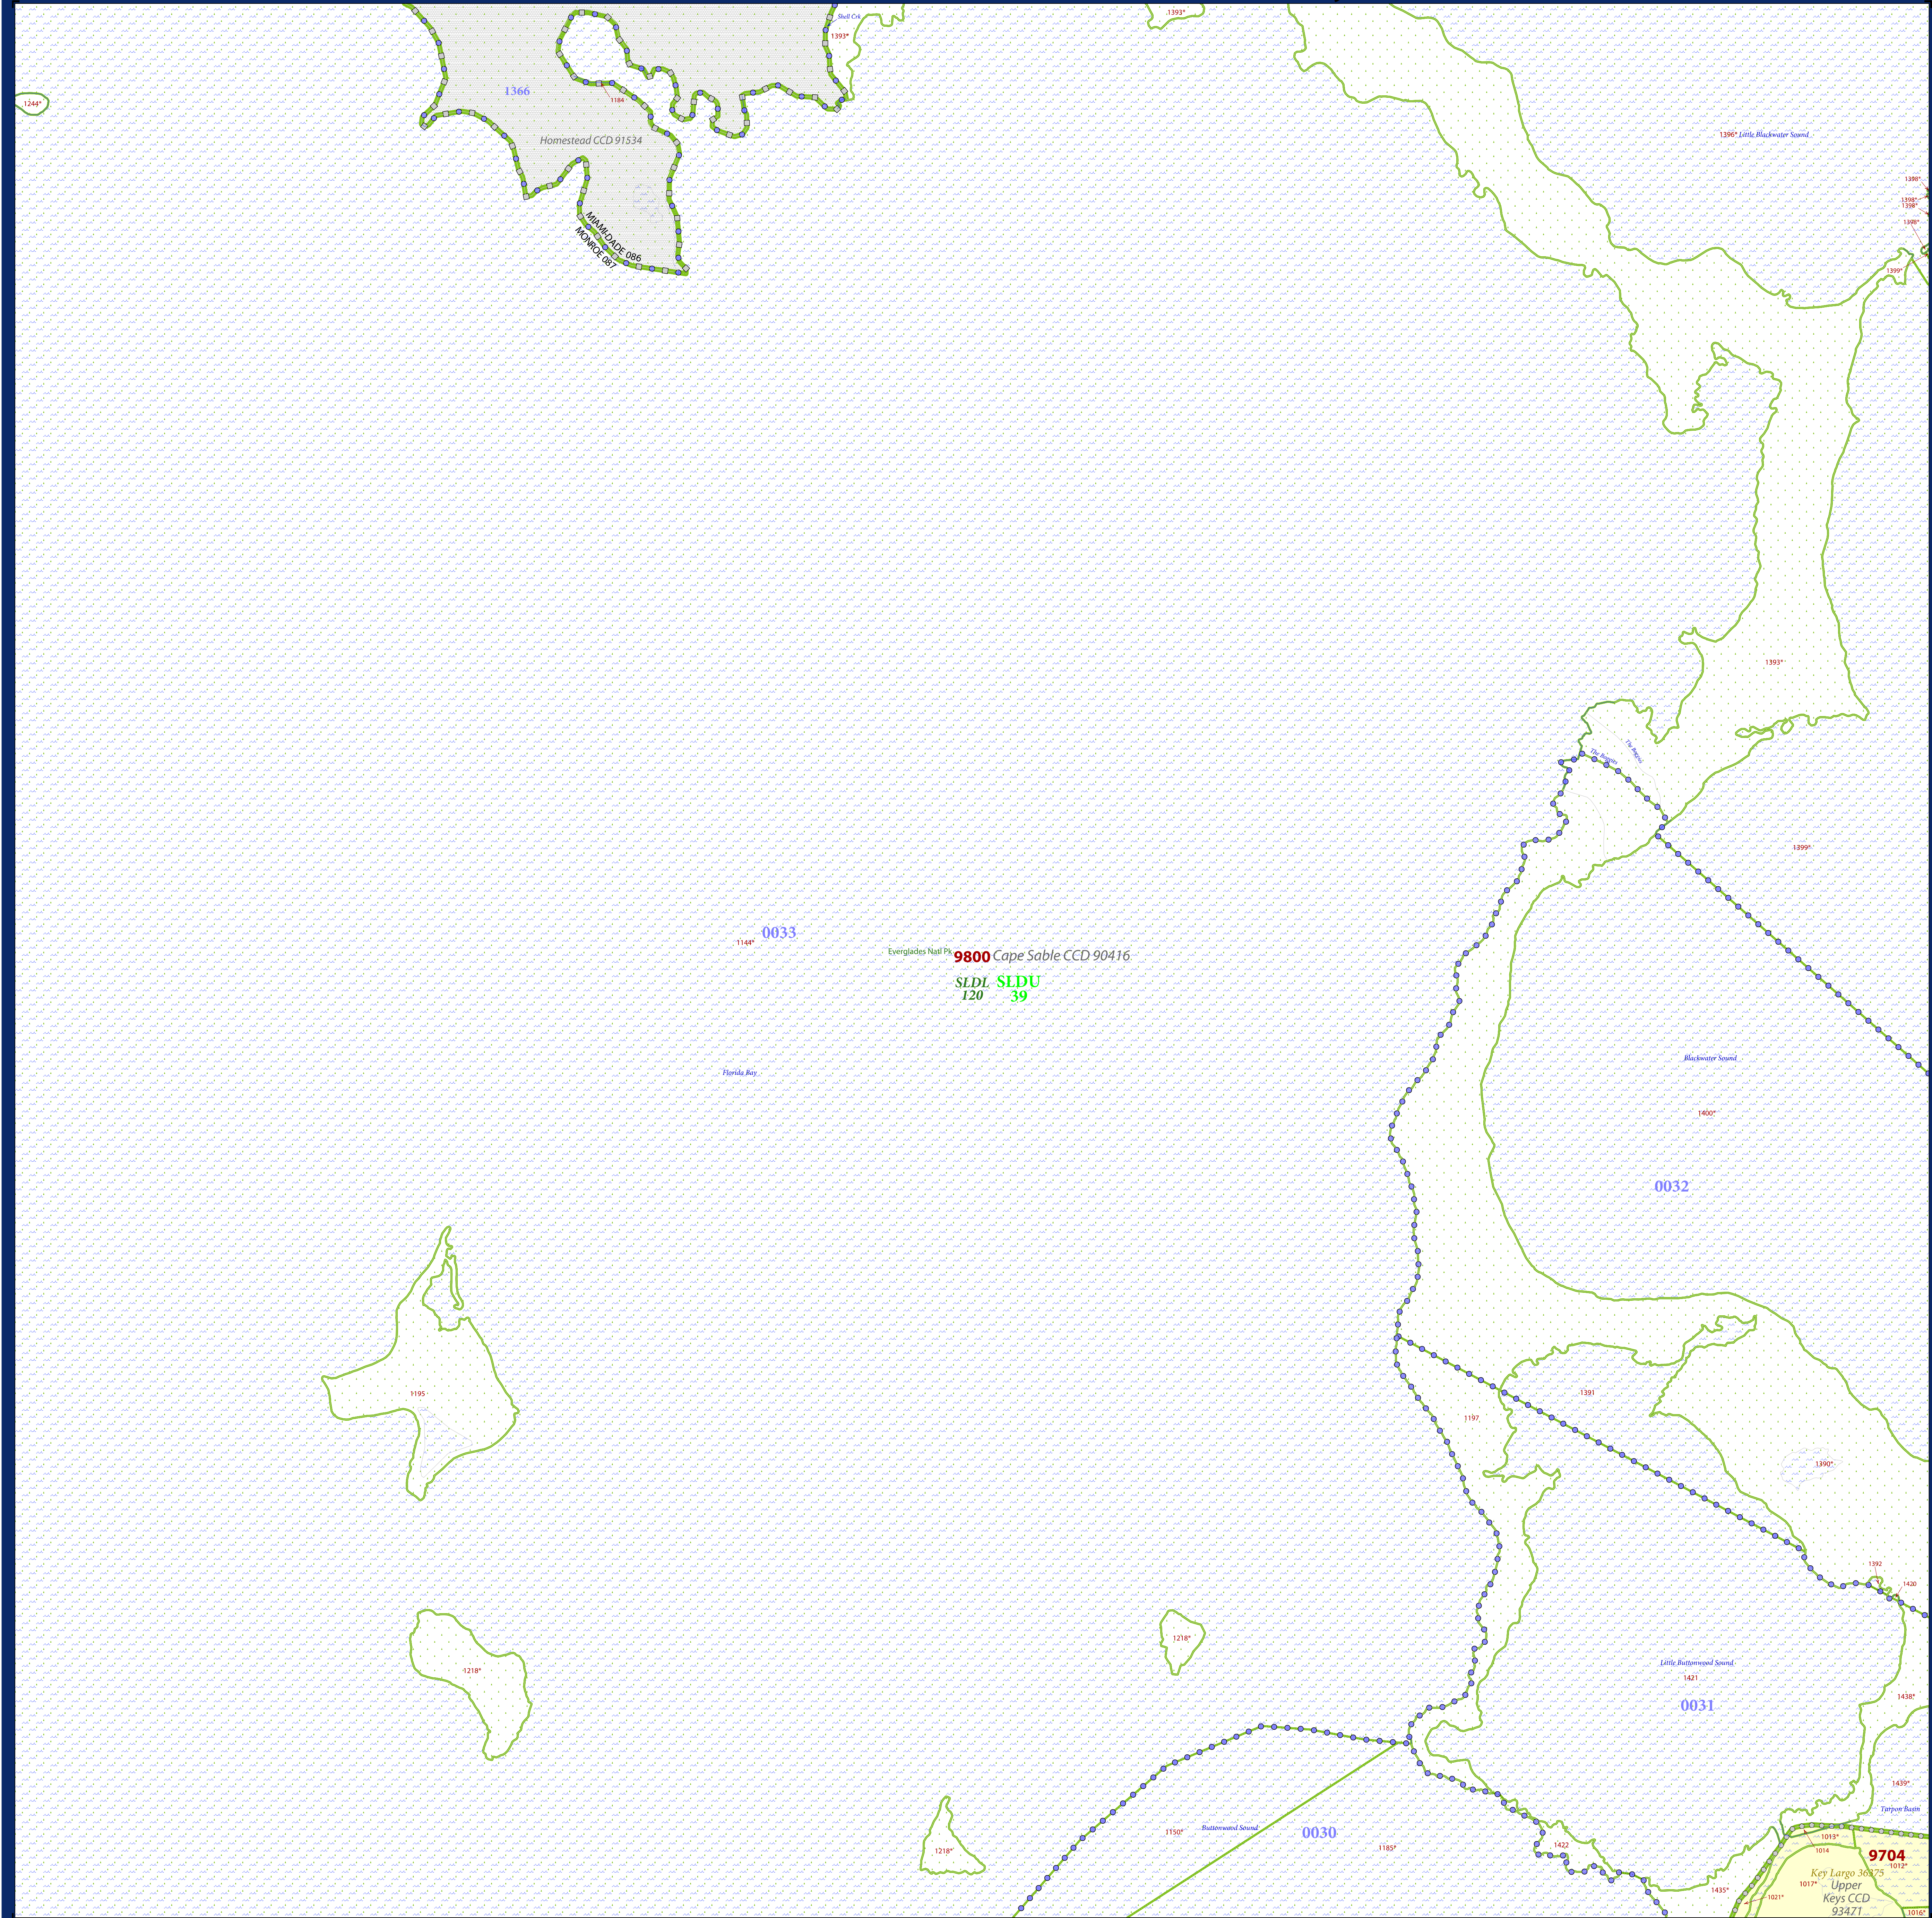 Shell Crk
1393*
1393*
1366
1244*
1184
Homestead CCD 91534
1396* Little Blackwater Sound
1398*
1398*
1398*
1398*
MIAMI-DADE 086
MONROE 087
1399*
1393*
The Boggies
The Boggies
1399*
0033
1144*
Everglades Natl Pk 9800 Cape Sable CCD 90416
SLDL SLDU
120 39
Blackwater Sound
Florida Bay
1400*
0032
1195
1391
1197
1390*
1392
1420
1218*
1218*
Little Buttonwood Sound
1421
0031
1438*
1439*
Tarpon Basin
Buttonwood Sound
1150*
0030
1185*
1422
1218*
1013*
1014
9704
1012*
Key Largo 36375
1017*
Upper
Keys CCD
93471
1435*
1021*
1016*